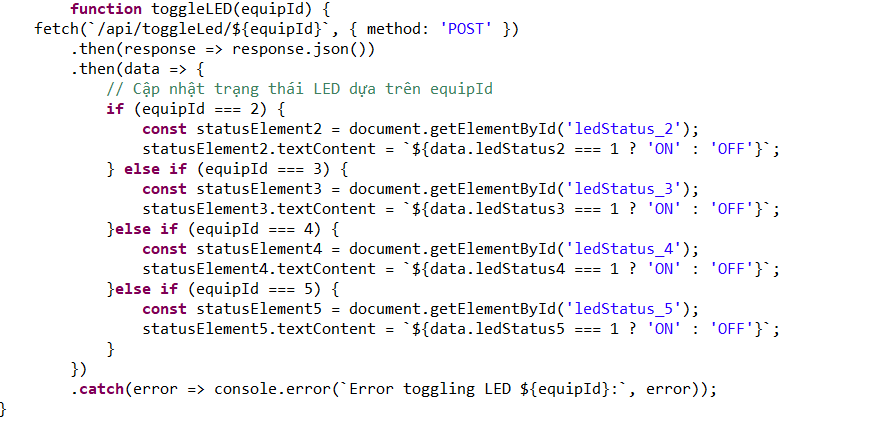 function toggleLED(equipId) {
fetch(`/api/toggleLed/${equipId}`, { method: 'POST' })
.then(response => response.json())
.then(data => {
// Cập nhật trạng thái LED dựa trên equipId
if (equipId === 2) {
const statusElement2 = document.getElementById('ledStatus_2');
statusElement2.textContent = `${data.ledStatus2 === 1 ? 'ON' : 'OFF'}`;
} else if (equipId === 3) {
const statusElement3 = document.getElementById('ledStatus_3');
statusElement3.textContent = `${data.ledStatus3 === 1 ? 'ON' : 'OFF'}`;
}else if (equipId === 4) {
const statusElement4 = document.getElementById('ledStatus_4');
statusElement4.textContent = `${data.ledStatus4 === 1 ? 'ON' : 'OFF'}`;
}else if (equipId === 5) {
const statusElement5 = document.getElementById('ledStatus_5');
statusElement5.textContent = `${data.ledStatus5 === 1 ? 'ON' : 'OFF'}`;
}
})
.catch(error => console.error(`Error toggling LED ${equipId}:`, error));
}